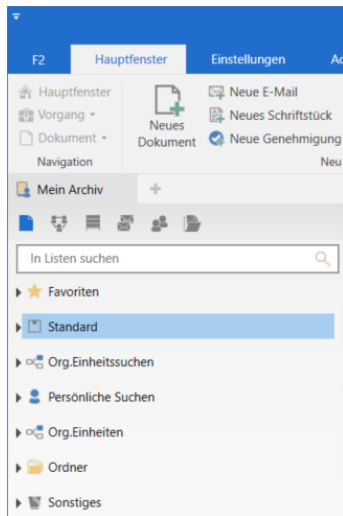 F2 Hauptfenster Einstellungen
Hauptfenster
Vorgang
Dokument
Navigation
Neues
Dokument
Neue E-Mail
Neues Schriftstück
Neue Genehmigung
Neu
Mein Archiv +
In Listen suchen
Favoriten
Standard
Org.Einheitssuchen
Persönliche Suchen
Org.Einheiten
Ordner
Sonstiges